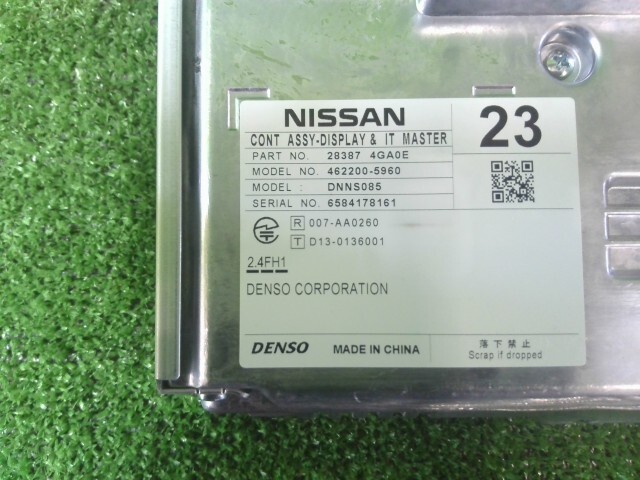 NISSAN
23
CONT ASSY-DISPLAY & IT MASTER
PART NO. 28387 4GA0E
MODEL NO. 462200-5960
MODEL : DNNS085
SERIAL NO. 6584178161
R 007-AA0260
T D13-0136001
2.4FH1
DENSO CORPORATION
DENSO MADE IN CHINA
落下禁止
Scrap if dropped